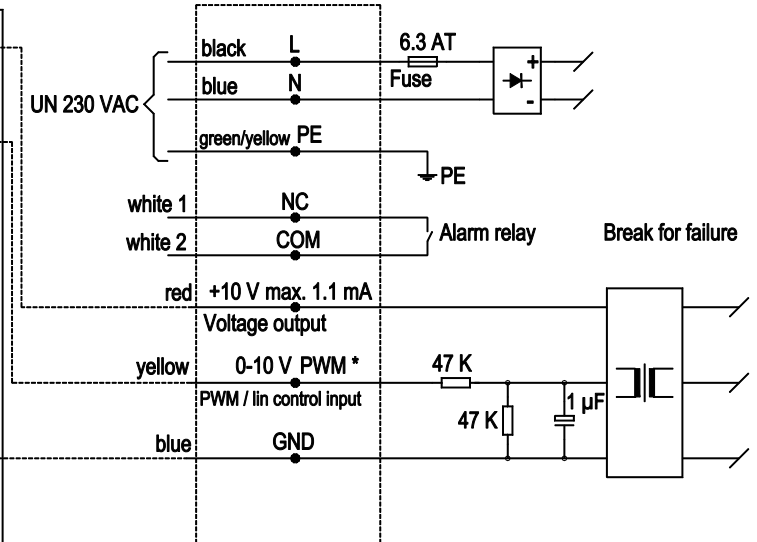 black L 6.3 AT
Fuse
+
blue N
-
UN 230 VAC
green/yellow PE
PE
white 1 NC
Alarm relay
Break for failure
white 2 COM
red +10 V max. 1.1 mA
Voltage output
yellow 0-10 V PWM *
47 K
PWM / lin control input
47 K
1 µF
blue GND